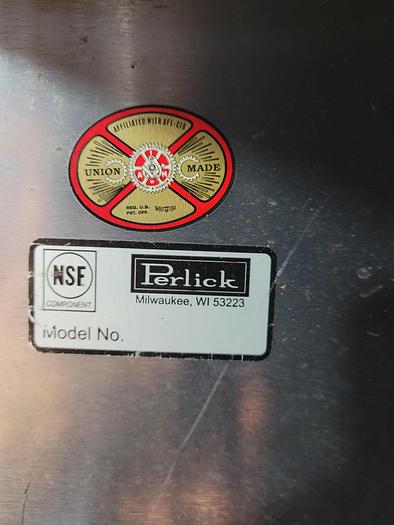 AFFILIATED WITH AFL-CIO
UNION MADE
REG. U.S.
PAT. OFF.
NSF
COMPONENT
Perlick
Milwaukee, WI 53223
Model No.